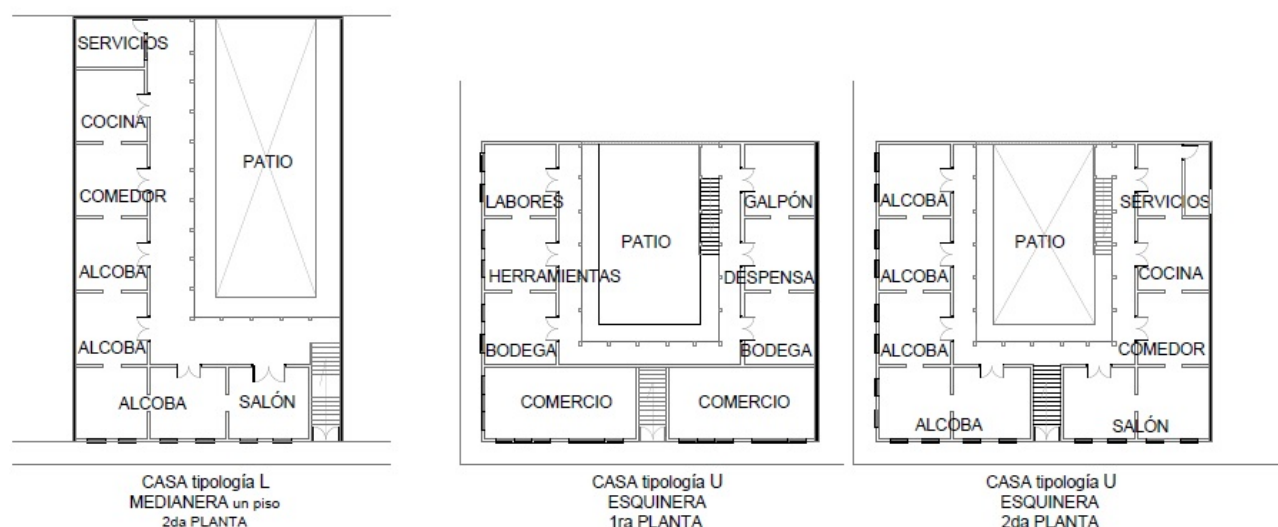 SERVICIOS
COCINA
COMEDOR
ALCOBA
ALCOBA
ALCOBA
SALÓN
PATIO
CASA tipología L
MEDIANERA un piso
2da PLANTA
LABORES
GALPÓN
PATIO
HERRAMIENTAS
DESPENSA
BODEGA
BODEGA
COMERCIO
COMERCIO
CASA tipología U
ESQUINERA
1ra PLANTA
ALCOBA
SERVICIOS
PATIO
ALCOBA
COCINA
ALCOBA
COMEDOR
ALCOBA
SALÓN
CASA tipología U
ESQUINERA
2da PLANTA